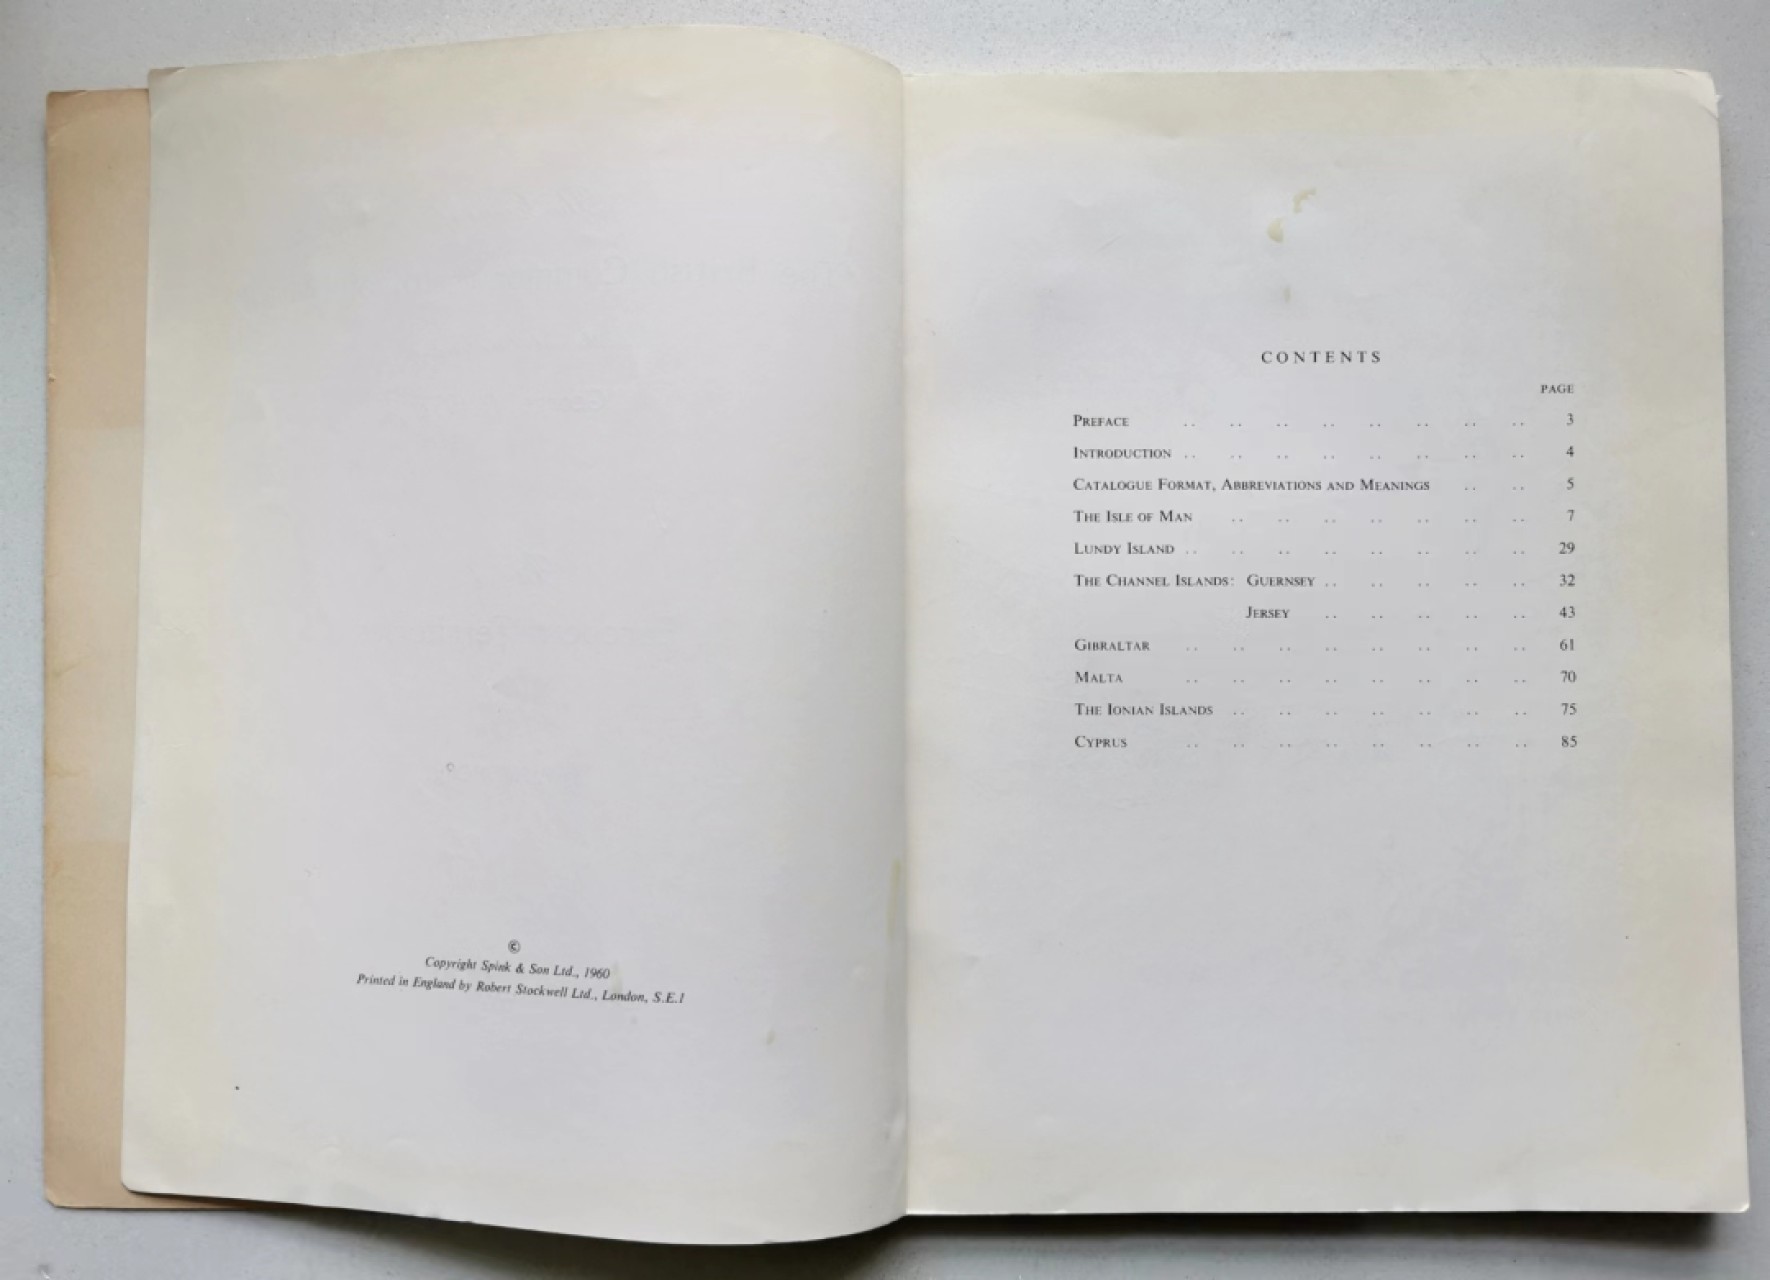 ©
Copyright Spink & Son Ltd., 1960
Printed in England by Robert Stockwell Ltd., London, S.E.1
CONTENTS
PAGE
PREFACE .. .. .. .. .. .. .. .. 3
INTRODUCTION .. .. .. .. .. .. .. .. 4
CATALOGUE FORMAT, ABBREVIATIONS AND MEANINGS .. .. 5
THE ISLE OF MAN .. .. .. .. .. .. .. 7
LUNDY ISLAND .. .. .. .. .. .. .. .. 29
THE CHANNEL ISLANDS: GUERNSEY .. .. .. .. .. 32
JERSEY .. .. .. .. .. 43
GIBRALTAR .. .. .. .. .. .. .. .. 61
MALTA .. .. .. .. .. .. .. .. 70
THE IONIAN ISLANDS .. .. .. .. .. .. .. 75
CYPRUS .. .. .. .. .. .. .. .. 85